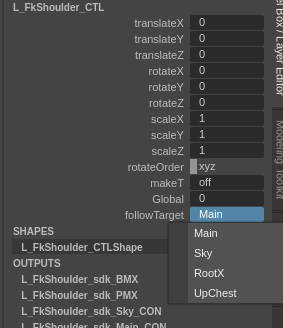 L_FkShoulder_CTL
translateX 0
translateY 0
translateZ 0
rotateX 0
rotateY 0
rotateZ 0
scaleX 1
scaleY 1
scaleZ 1
rotateOrder xyz
makeT off
Global 0
followTarget Main
Main
Sky
RootX
UpChest
SHAPES
L_FkShoulder_CTLShape
OUTPUTS
L_FkShoulder_sdk_BMX
L_FkShoulder_sdk_PMX
L_FkShoulder_sdk_Sky_CON
L_FkShoulder_sdk_Main_CON
Box / Layer Editor
Modeling Toolkit